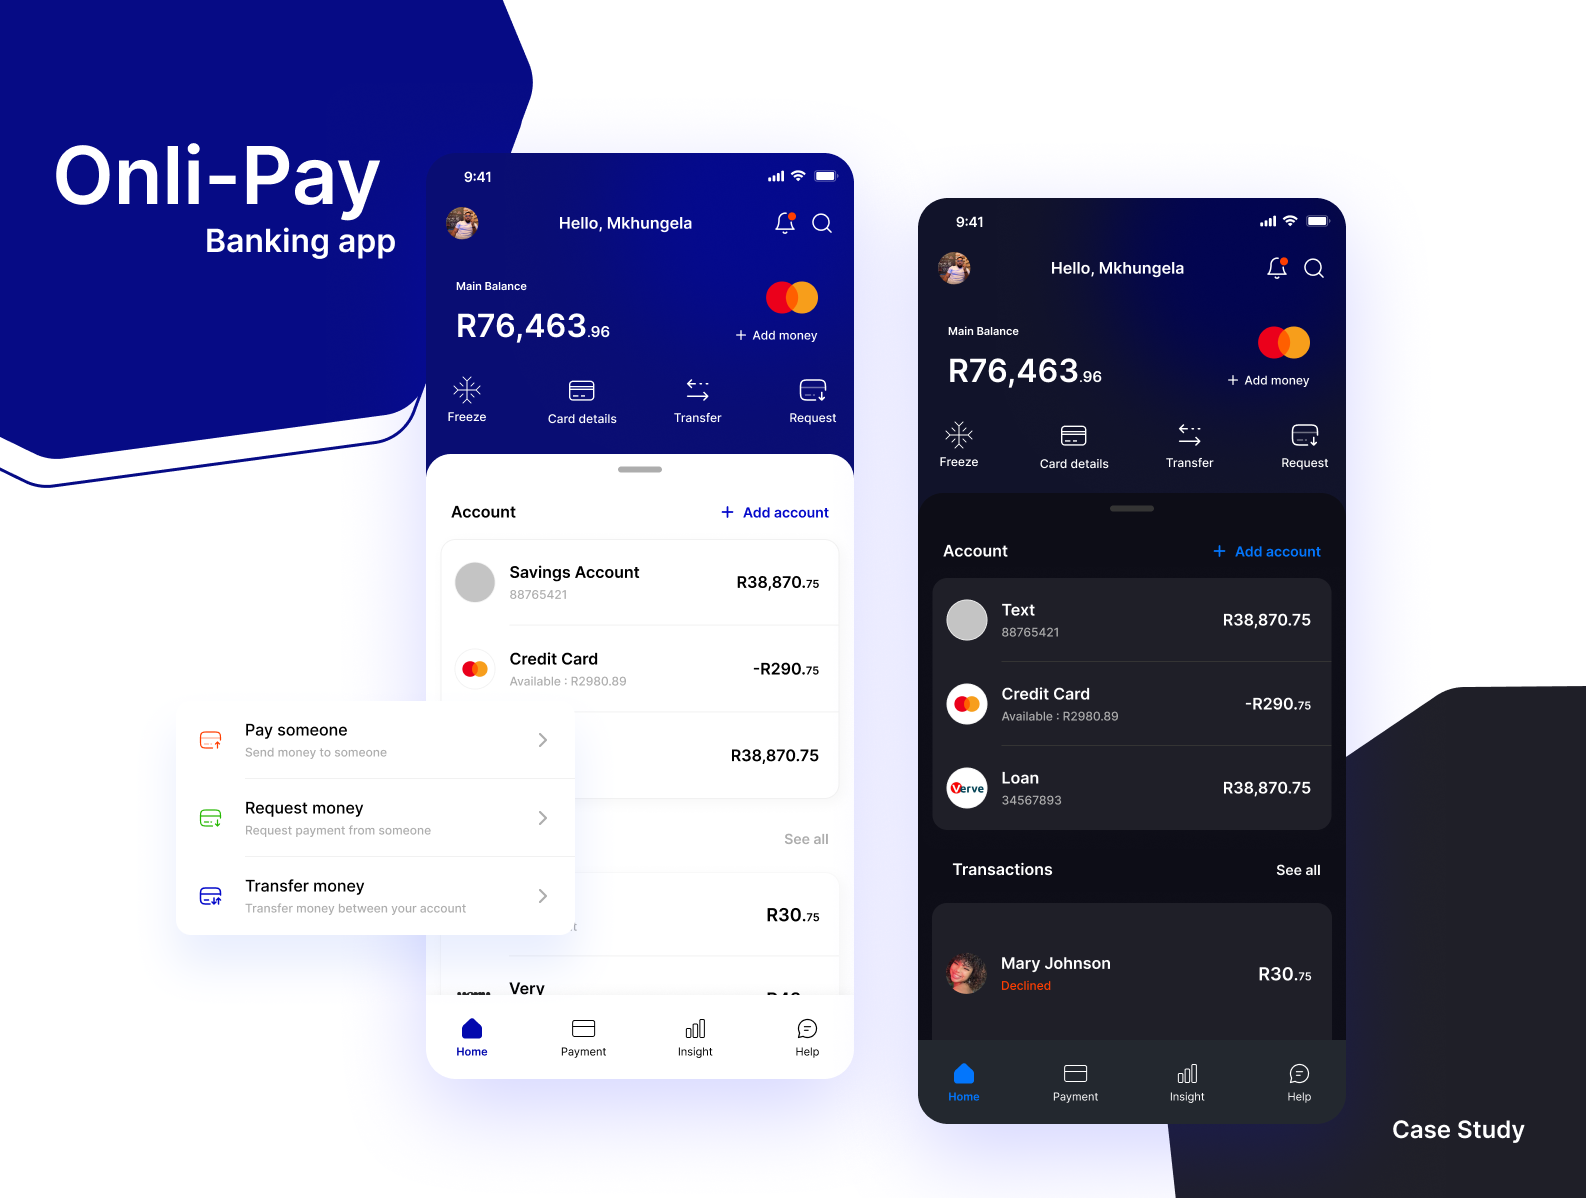 Onli-Pay
Banking app
9:41
Hello, Mkhungela
Main Balance
R76,463.96
+ Add money
Freeze
Card details
Transfer
Request
Account
+ Add account
Savings Account
88765421
R38,870.75
Credit Card
Available : R2980.89
-R290.75
R38,870.75
See all
R30.75
Very
Home
Payment
Insight
Help
Pay someone
Send money to someone
Request money
Request payment from someone
Transfer money
Transfer money between your account
9:41
Hello, Mkhungela
Main Balance
R76,463.96
+ Add money
Freeze
Card details
Transfer
Request
Account
+ Add account
Text
88765421
R38,870.75
Credit Card
Available : R2980.89
-R290.75
Verve
Loan
34567893
R38,870.75
Transactions
See all
Mary Johnson
Declined
R30.75
Home
Payment
Insight
Help
Case Study